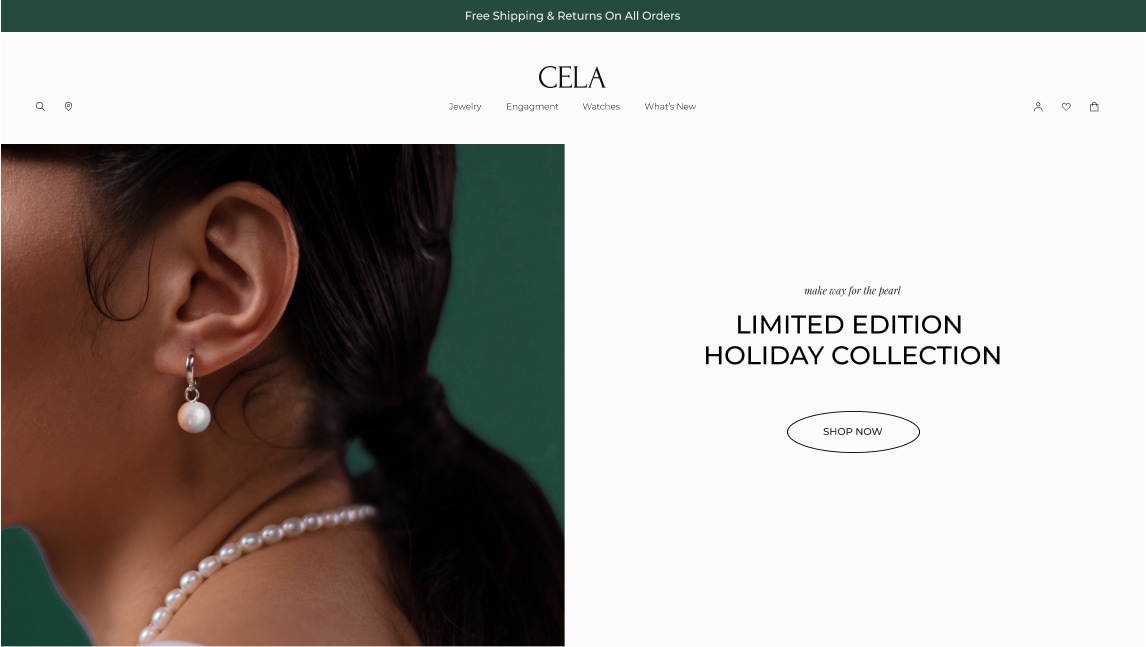 Free Shipping & Returns On All Orders
CELA
Jewelry Engagment Watches What's New
make way for the pearl
LIMITED EDITION
HOLIDAY COLLECTION
SHOP NOW